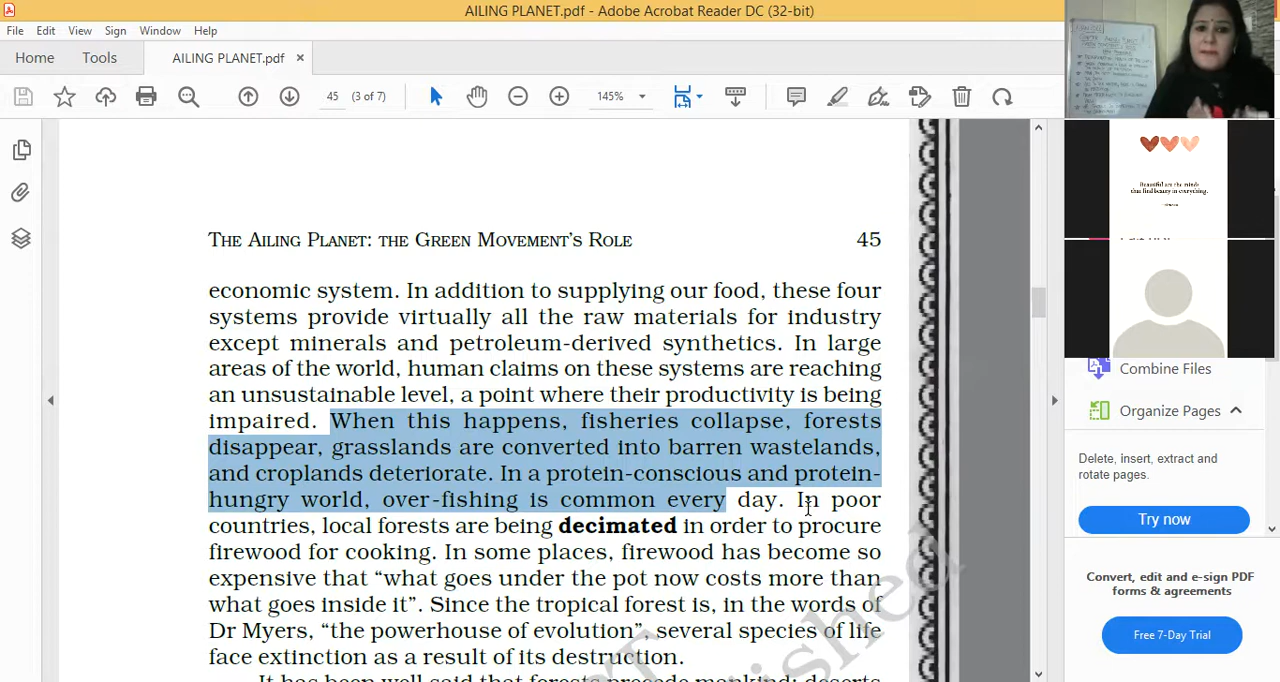 AILING PLANET.pdf - Adobe Acrobat Reader DC (32-bit)
File Edit View Sign Window Help
Home Tools AILING PLANET.pdf ×
45 (3 of 7) 145%
THE AILING PLANET: THE GREEN MOVEMENT'S ROLE 45
economic system. In addition to supplying our food, these four
systems provide virtually all the raw materials for industry
except minerals and petroleum-derived synthetics. In large
areas of the world, human claims on these systems are reaching
an unsustainable level, a point where their productivity is being
impaired. When this happens, fisheries collapse, forests
disappear, grasslands are converted into barren wastelands,
and croplands deteriorate. In a protein-conscious and protein-
hungry world, over-fishing is common every day. In poor
countries, local forests are being decimated in order to procure
firewood for cooking. In some places, firewood has become so
expensive that "what goes under the pot now costs more than
what goes inside it". Since the tropical forest is, in the words of
Dr Myers, "the powerhouse of evolution", several species of life
face extinction as a result of its destruction.
It has been well said that forests precede mankind; deserts
Beautiful are the minds
that find beauty in everything.
Combine Files
Organize Pages
Delete, insert, extract and
rotate pages.
Try now
Convert, edit and e-sign PDF
forms & agreements
Free 7-Day Trial